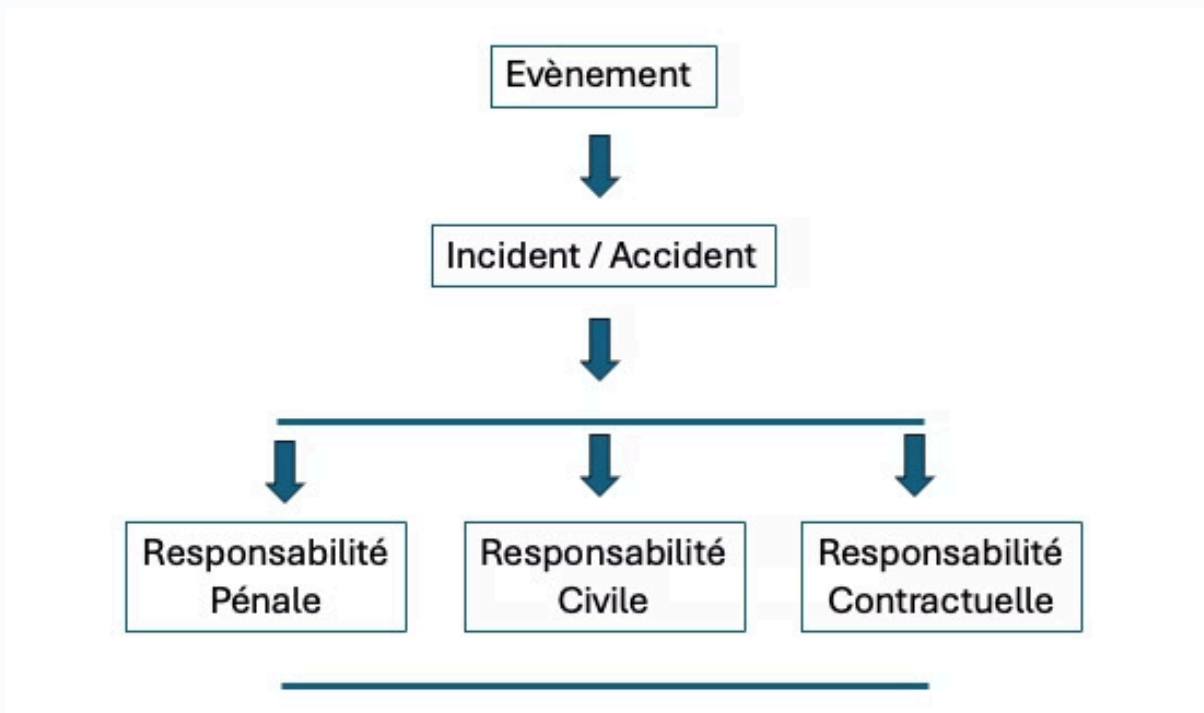 Evènement
Incident / Accident
Responsabilité
Pénale
Responsabilité
Civile
Responsabilité
Contractuelle